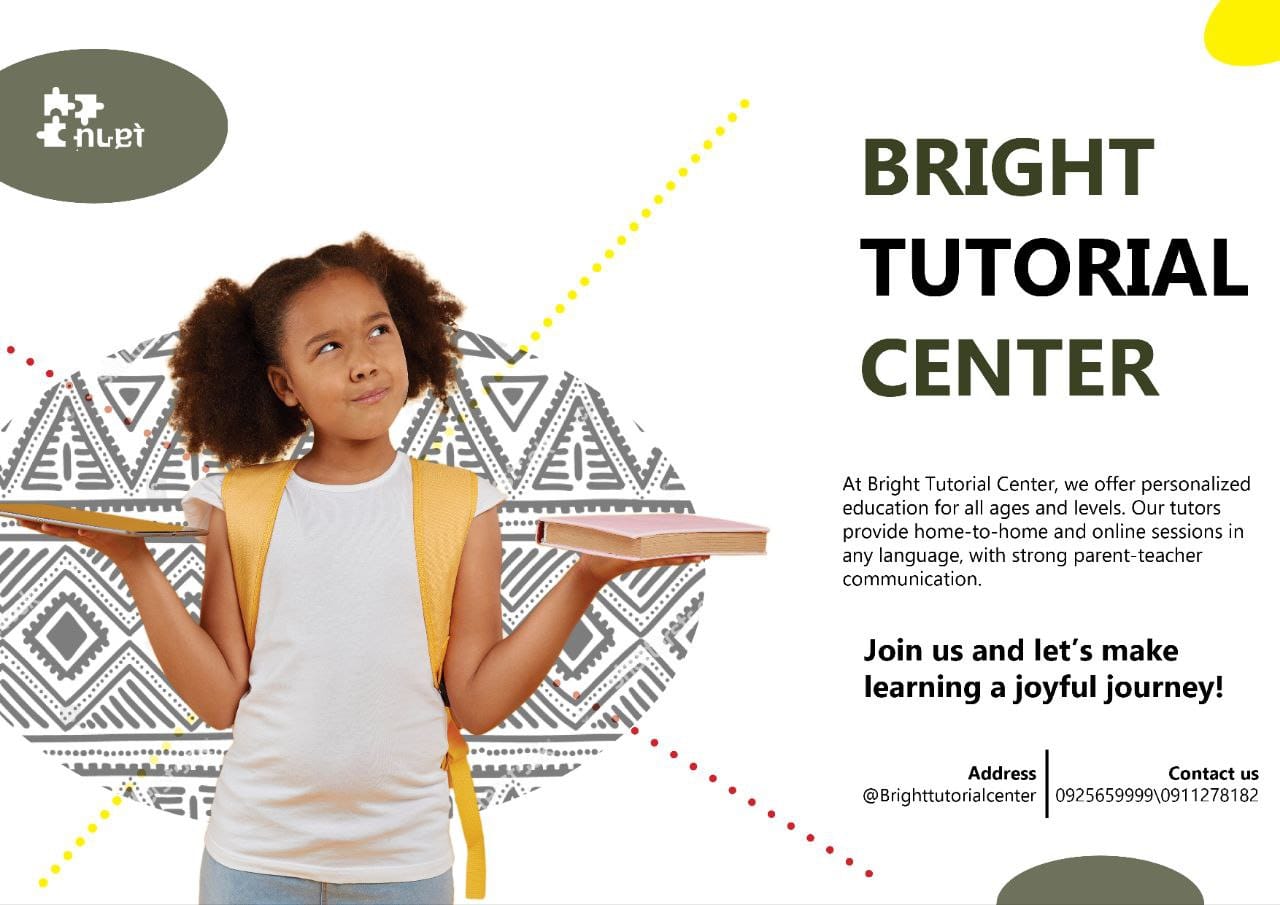 BRIGHT
TUTORIAL
CENTER
At Bright Tutorial Center, we offer personalized
education for all ages and levels. Our tutors
provide home-to-home and online sessions in
any language, with strong parent-teacher
communication.
Join us and let’s make
learning a joyful journey!
Address
@Brighttutorialcenter
Contact us
0925659999\0911278182